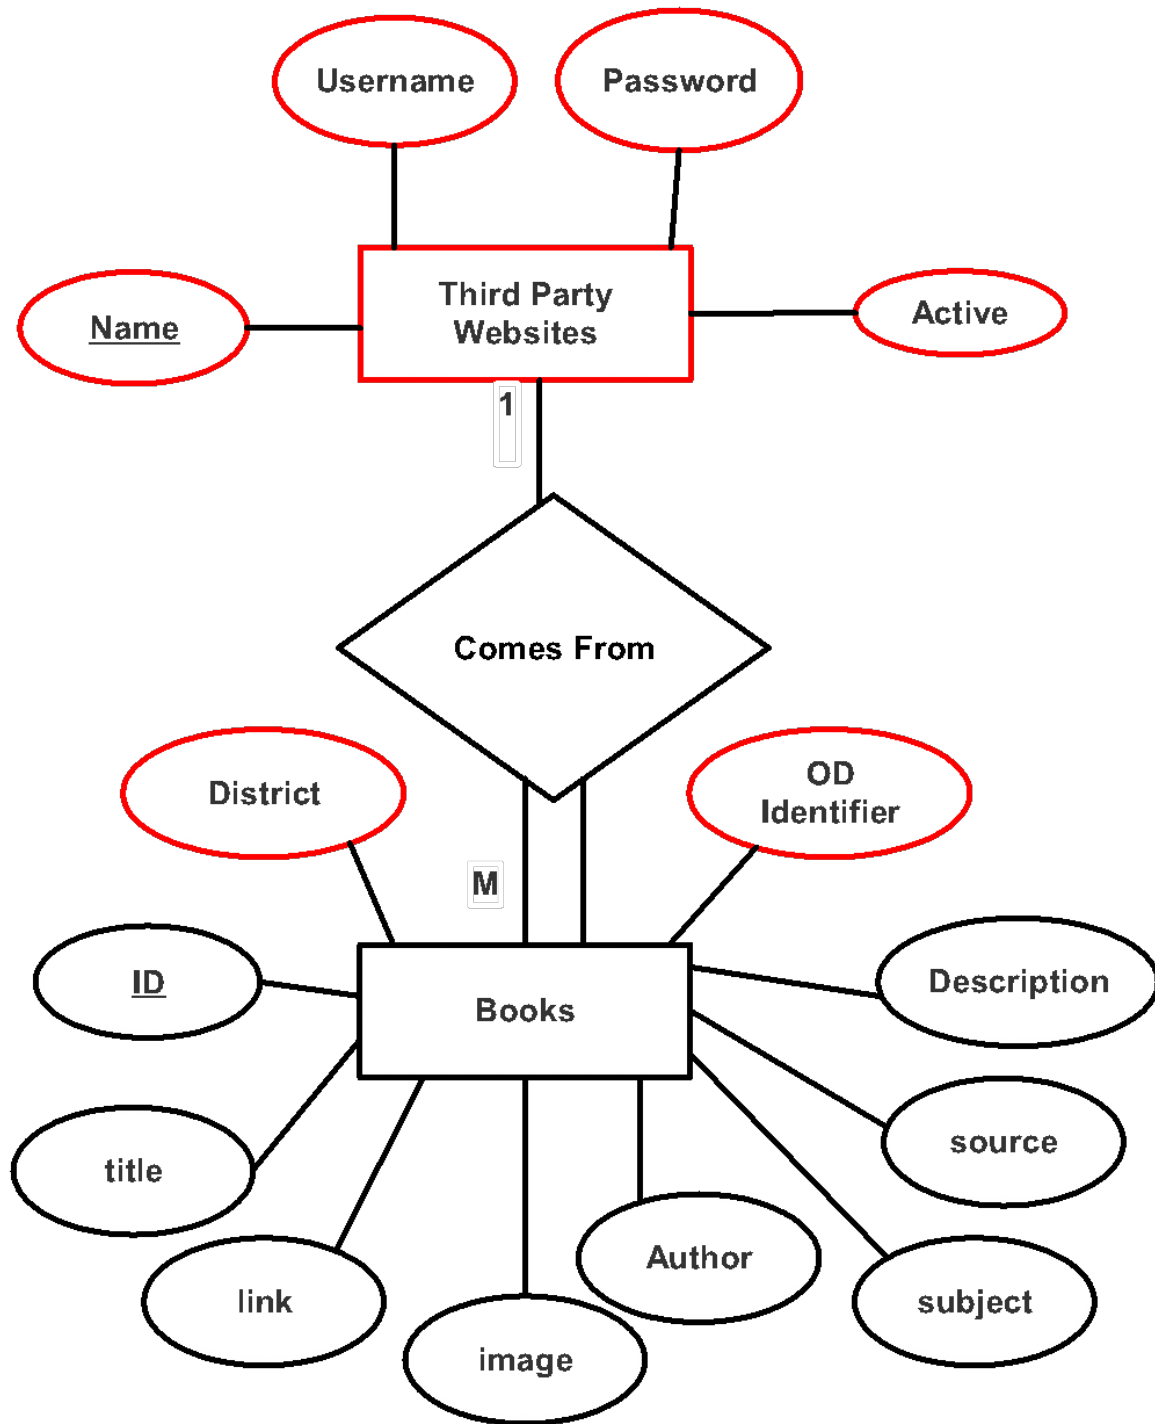 Username
Password
Third Party
Websites
Name
Active
1
Comes From
District
OD
Identifier
M
ID
Books
Description
title
source
link
Author
subject
image